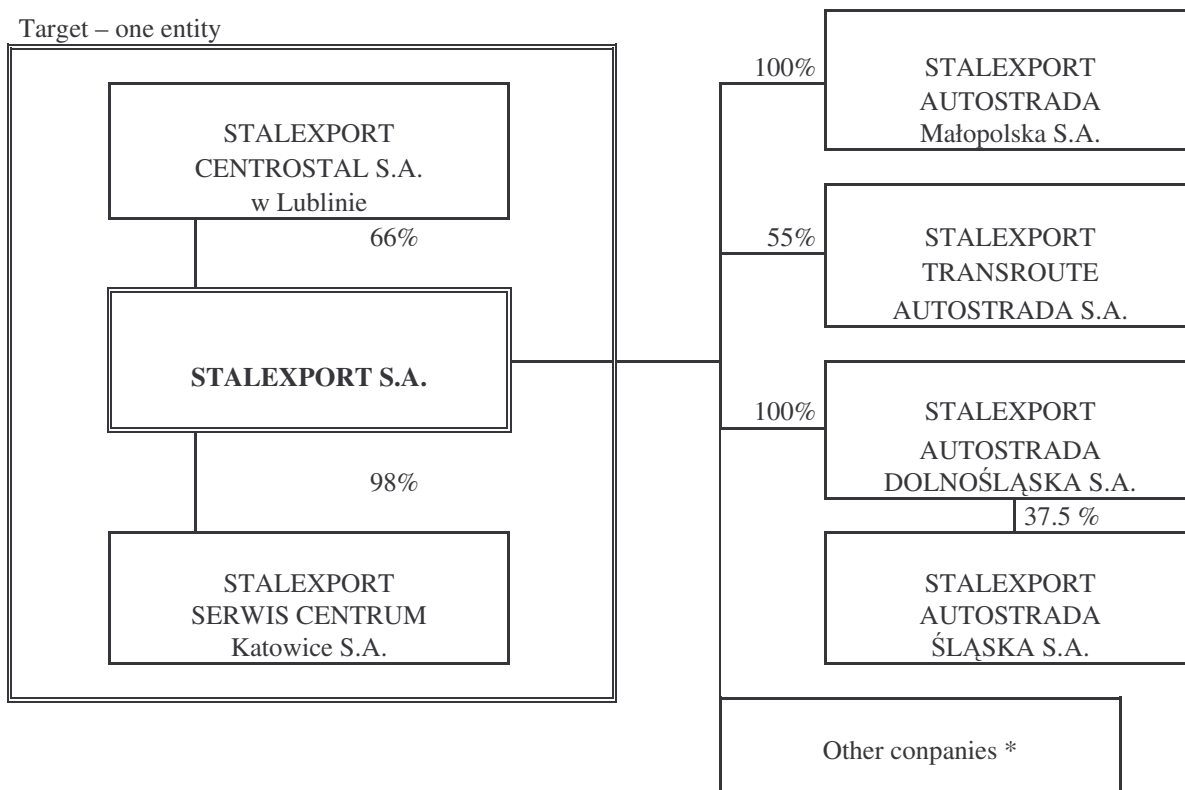 Target – one entity
STALEXPORT
CENTROSTAL S.A.
w Lublinie
66%
STALEXPORT S.A.
98%
STALEXPORT
SERWIS CENTRUM
Katowice S.A.
100%
STALEXPORT
AUTOSTRADA
Małopolska S.A.
55%
STALEXPORT
TRANSROUTE
AUTOSTRADA S.A.
100%
STALEXPORT
AUTOSTRADA
DOLNOŚLĄSKA S.A.
37.5 %
STALEXPORT
AUTOSTRADA
ŚLĄSKA S.A.
Other conpanies *